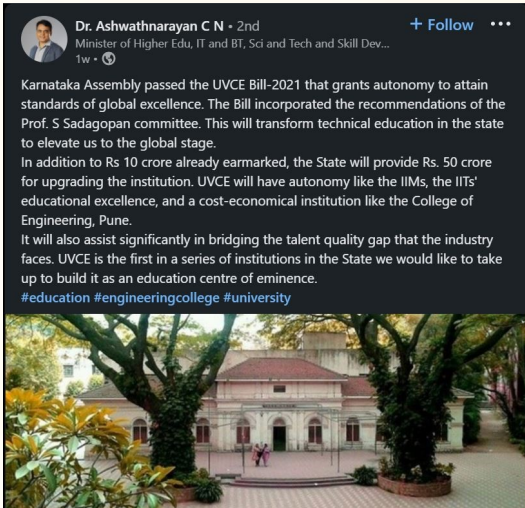 Dr. Ashwathnarayan C N • 2nd
+ Follow •••
Minister of Higher Edu, IT and BT, Sci and Tech and Skill Dev...
1w •
Karnataka Assembly passed the UVCE Bill-2021 that grants autonomy to attain
standards of global excellence. The Bill incorporated the recommendations of the
Prof. S Sadagopan committee. This will transform technical education in the state
to elevate us to the global stage.
In addition to Rs 10 crore already earmarked, the State will provide Rs. 50 crore
for upgrading the institution. UVCE will have autonomy like the IIMs, the IITs'
educational excellence, and a cost-economical institution like the College of
Engineering, Pune.
It will also assist significantly in bridging the talent quality gap that the industry
faces. UVCE is the first in a series of institutions in the State we would like to take
up to build it as an education centre of eminence.
#education #engineeringcollege #university